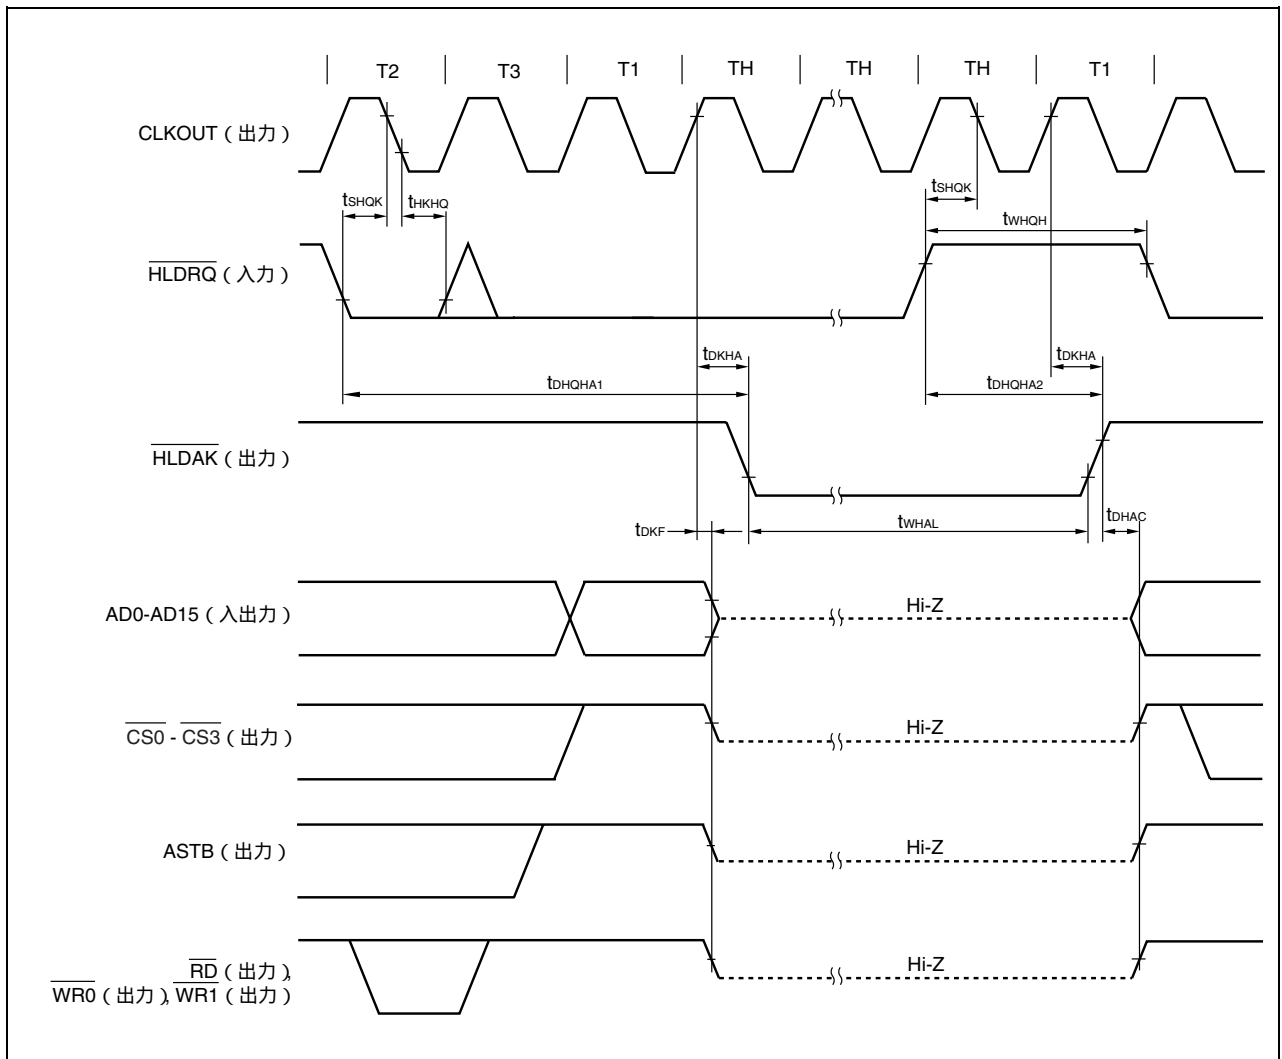 T2 T3 T1 TH TH TH T1
CLKOUT（出力）
tSHQK tHKHQ tSHQK
tWHQH
HLDRQ（入力）
tDKHA tDKHA
tDHQHA1 tDHQHA2
HLDAK（出力）
tDKF tWHAL tDHAC
AD0-AD15（入出力） Hi-Z
CS0 - CS3（出力） Hi-Z
ASTB（出力） Hi-Z
RD（出力）, Hi-Z
WR0（出力）, WR1（出力）